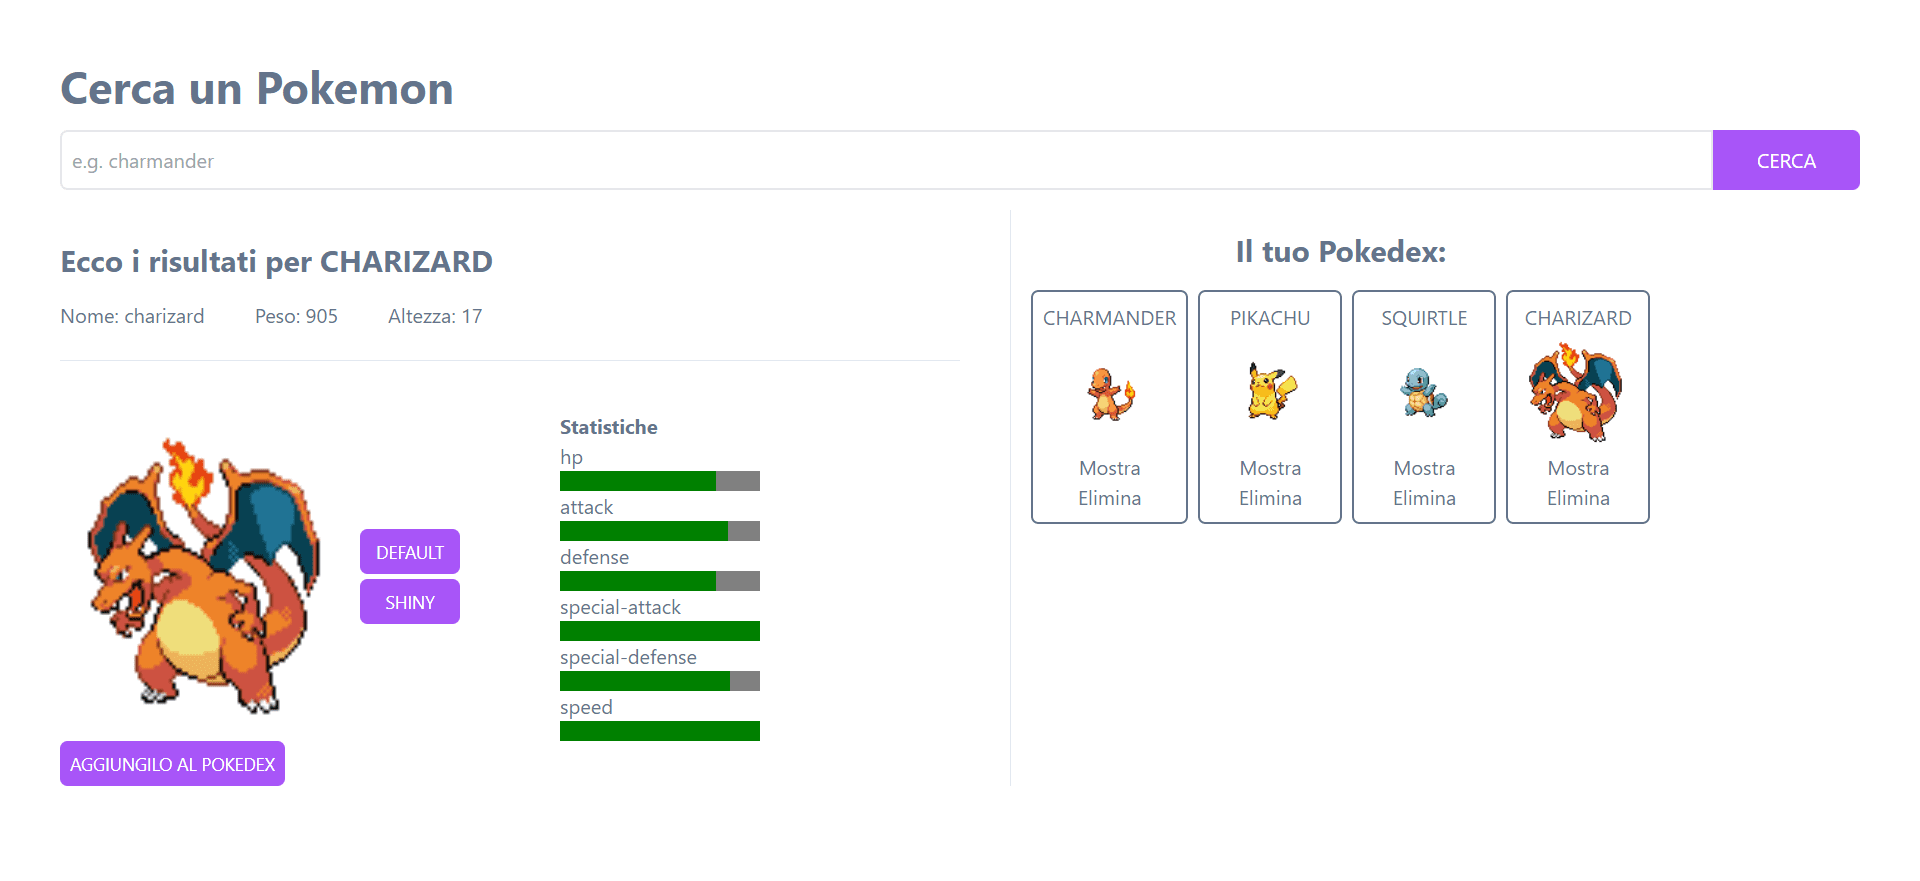 Cerca un Pokemon
e.g. charmander
CERCA
Ecco i risultati per CHARIZARD
Nome: charizard Peso: 905 Altezza: 17
DEFAULT
SHINY
AGGIUNGILO AL POKEDEX
Statistiche
hp
attack
defense
special-attack
special-defense
speed
Il tuo Pokedex:
CHARMANDER
Mostra
Elimina
PIKACHU
Mostra
Elimina
SQUIRTLE
Mostra
Elimina
CHARIZARD
Mostra
Elimina